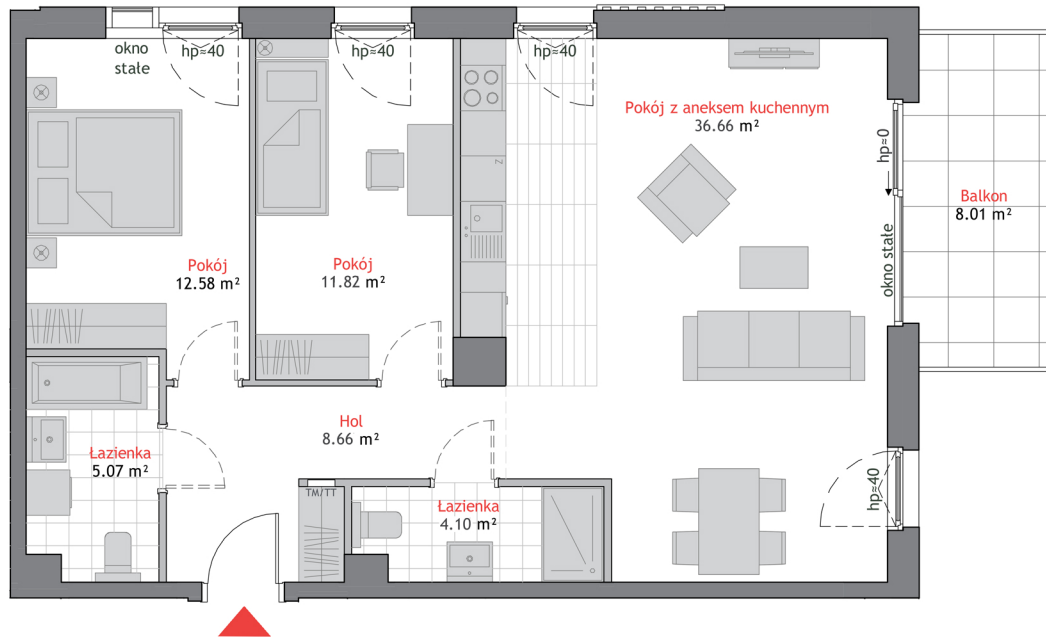 okno
stałe
hp≈40
hp≈40
hp≈40
Pokój z aneksem kuchennym
36.66 m²
hp≈0
okno stałe
Balkon
8.01 m²
Pokój
12.58 m²
Pokój
11.82 m²
Z
Hol
8.66 m²
Łazienka
5.07 m²
TM/TT
Łazienka
4.10 m²
hp≈40